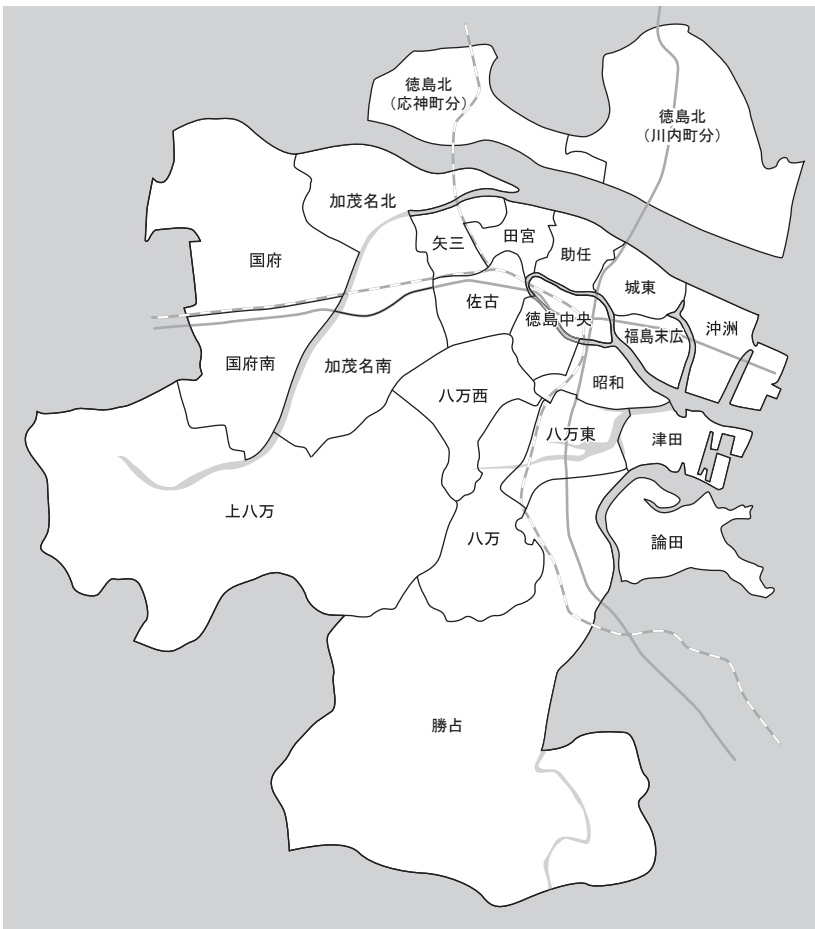 徳島北
（応神町分）
徳島北
（川内町分）
加茂名北
矢三
田宮
助任
国府
城東
佐古
徳島中央
福島末広
沖洲
国府南
加茂名南
八万西
昭和
八万東
津田
上八万
八万
論田
勝占